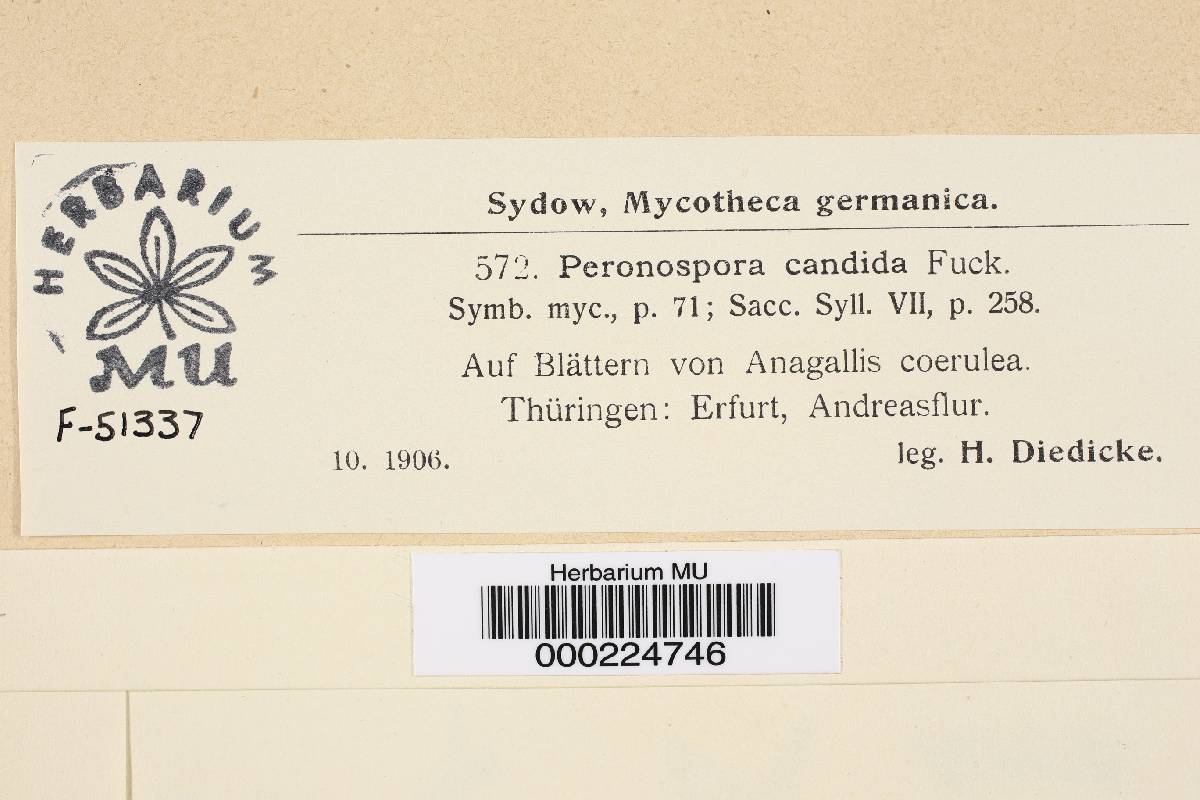 HERBARIUM
MU
F-51337
Sydow, Mycotheca germanica.
572. Peronospora candida Fuck.
Symb. myc., p. 71; Sacc. Syll. VII, p. 258.
Auf Blättern von Anagallis coerulea.
Thüringen: Erfurt, Andreasflur.
10. 1906.
leg. H. Diedicke.
Herbarium MU
000224746